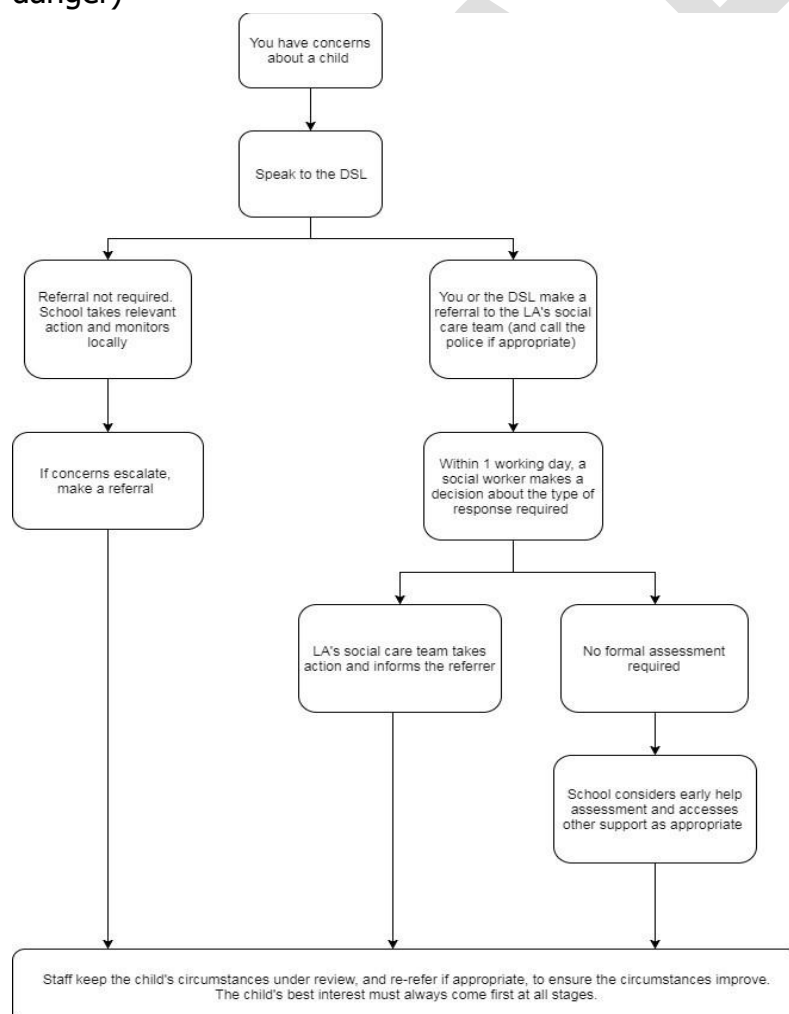 danger)
You have concerns
about a child
Speak to the DSL
Referral not required.
School takes relevant
action and monitors
locally
You or the DSL make a
referral to the LA's social
care team (and call the
police if appropriate)
If concerns escalate,
make a referral
Within 1 working day, a
social worker makes a
decision about the type of
response required
LA's social care team takes
action and informs the referrer
No formal assessment
required
School considers early help
assessment and accesses
other support as appropriate
Staff keep the child's circumstances under review, and re-refer if appropriate, to ensure the circumstances improve.
The child's best interest must always come first at all stages.